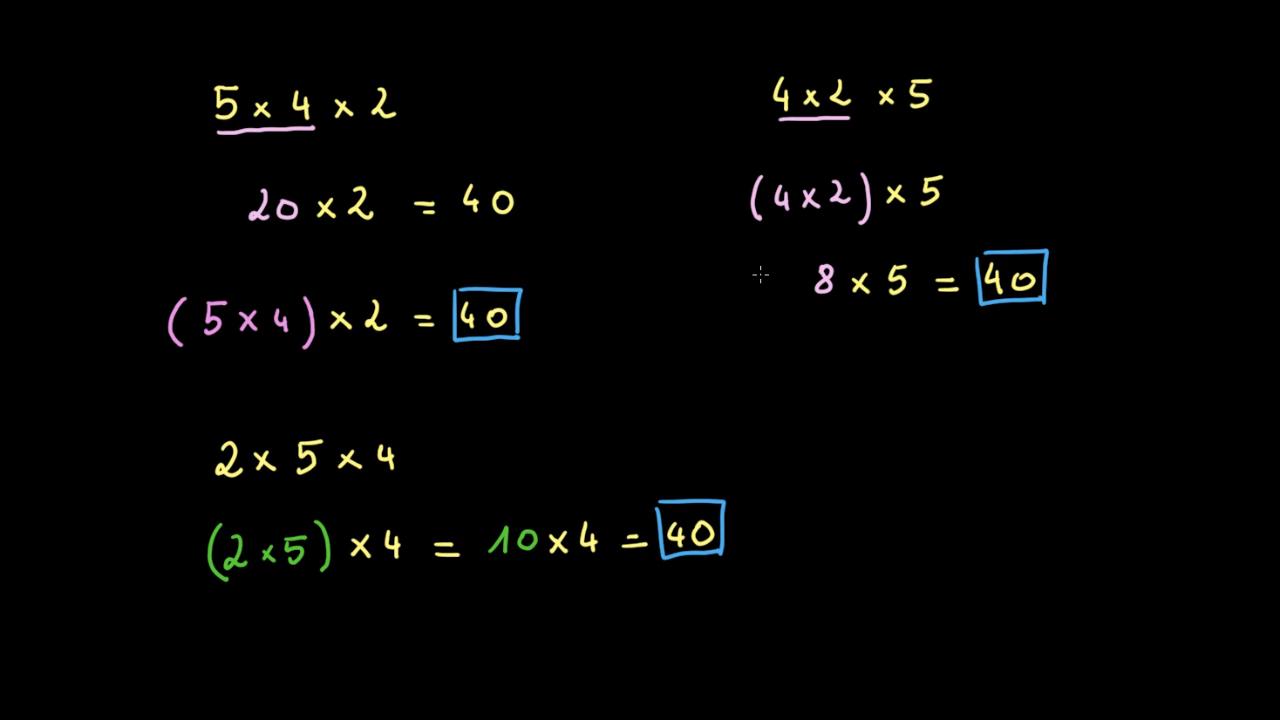 5 × 4 × 2
20 × 2 = 40
(5 × 4) × 2 = 40
2 × 5 × 4
(2 × 5) × 4 = 10 × 4 = 40
4 × 2 × 5
(4 × 2) × 5
8 × 5 = 40